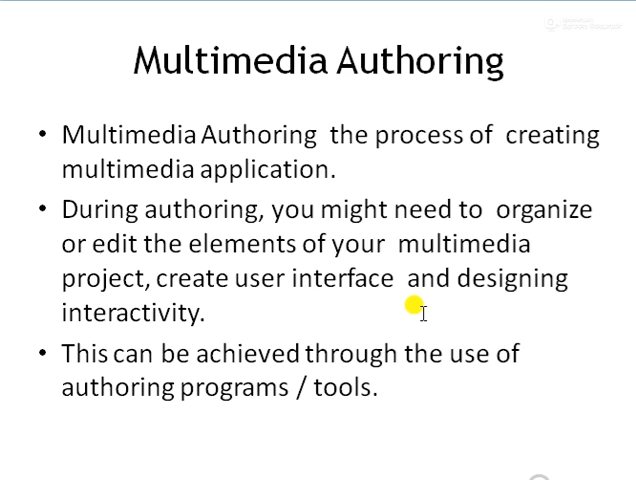 Multimedia Authoring
• Multimedia Authoring the process of creating
multimedia application.
• During authoring, you might need to organize
or edit the elements of your multimedia
project, create user interface and designing
interactivity.
• This can be achieved through the use of
authoring programs / tools.